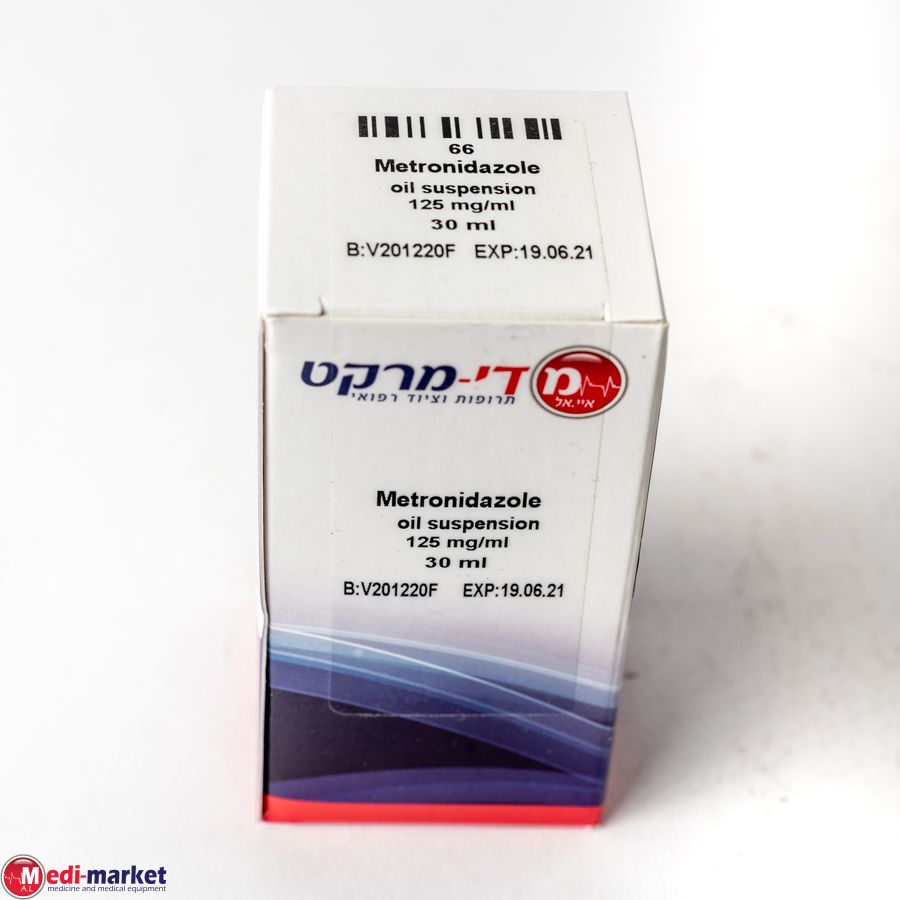 66
Metronidazole
oil suspension
125 mg/ml
30 ml
B:V201220F EXP:19.06.21
מ די-מרקט
איי.אל
תרופות וציוד רפואי
Metronidazole
oil suspension
125 mg/ml
30 ml
B:V201220F EXP:19.06.21
Medi-market
A.L
medicine and medical equipment